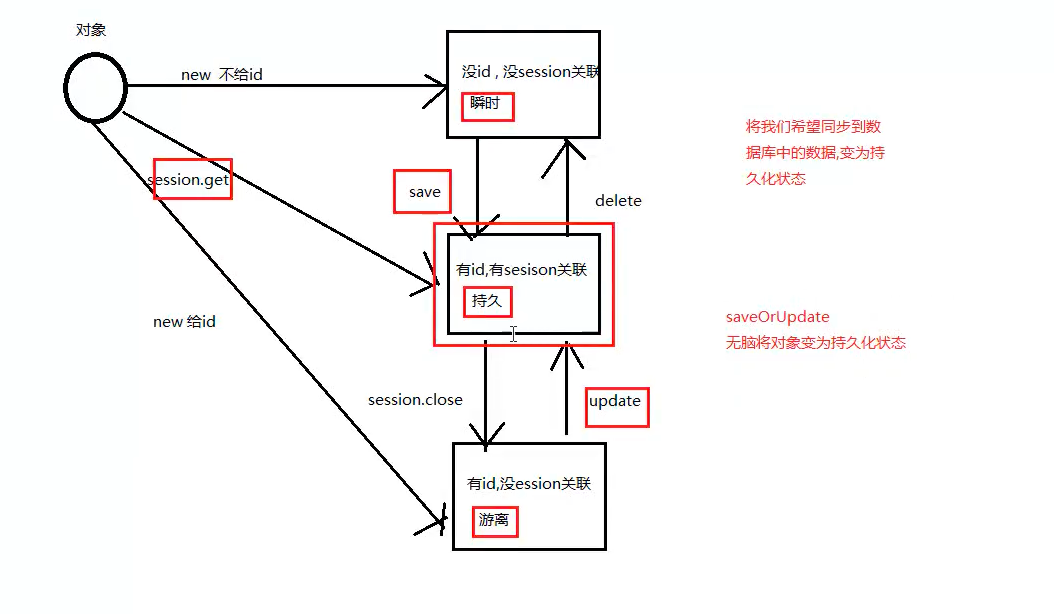 对象
new 不给id
没id , 没session关联
瞬时
将我们希望同步到数
据库中的数据,变为持
久化状态
session.get
save
delete
有id,有sesison关联
持久
new 给id
saveOrUpdate
无脑将对象变为持久化状态
session.close
update
有id,没ession关联
游离